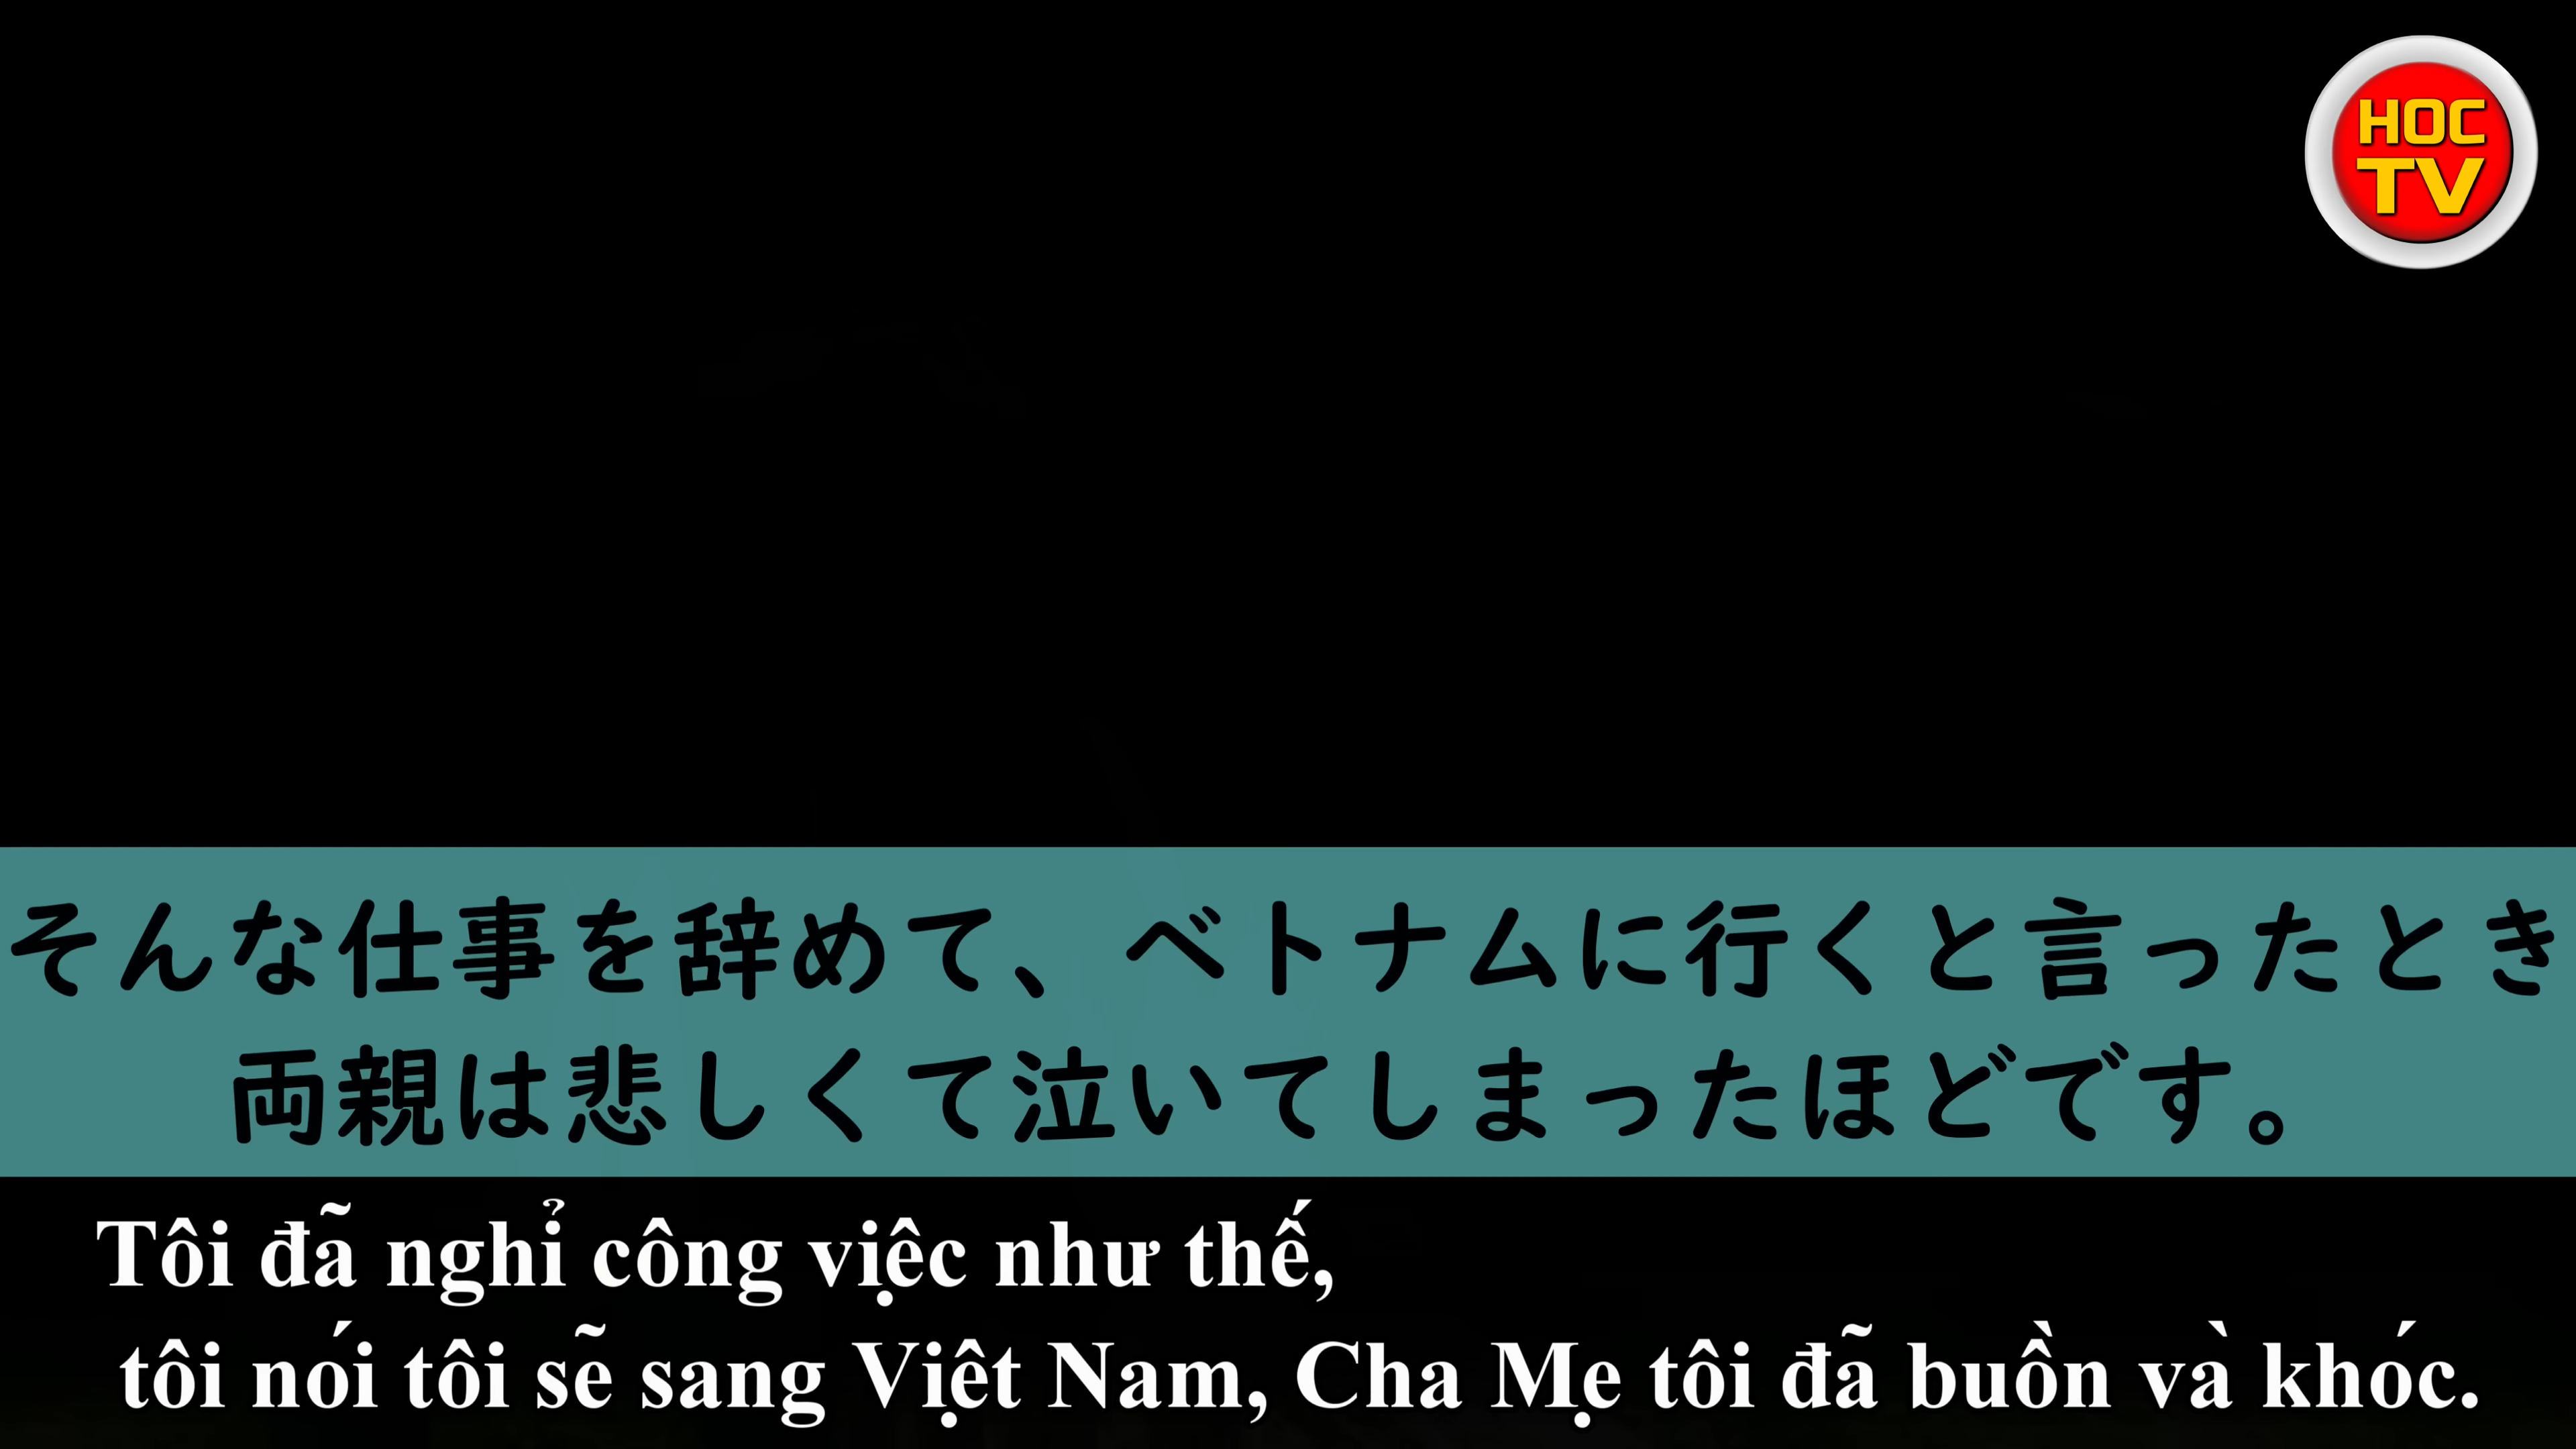 HOC
TV
そんな仕事を辞めて、ベトナムに行くと言ったとき
両親は悲しくて泣いてしまったほどです。
Tôi đã nghỉ công việc như thế,
tôi nói tôi sẽ sang Việt Nam, Cha Mẹ tôi đã buồn và khóc.